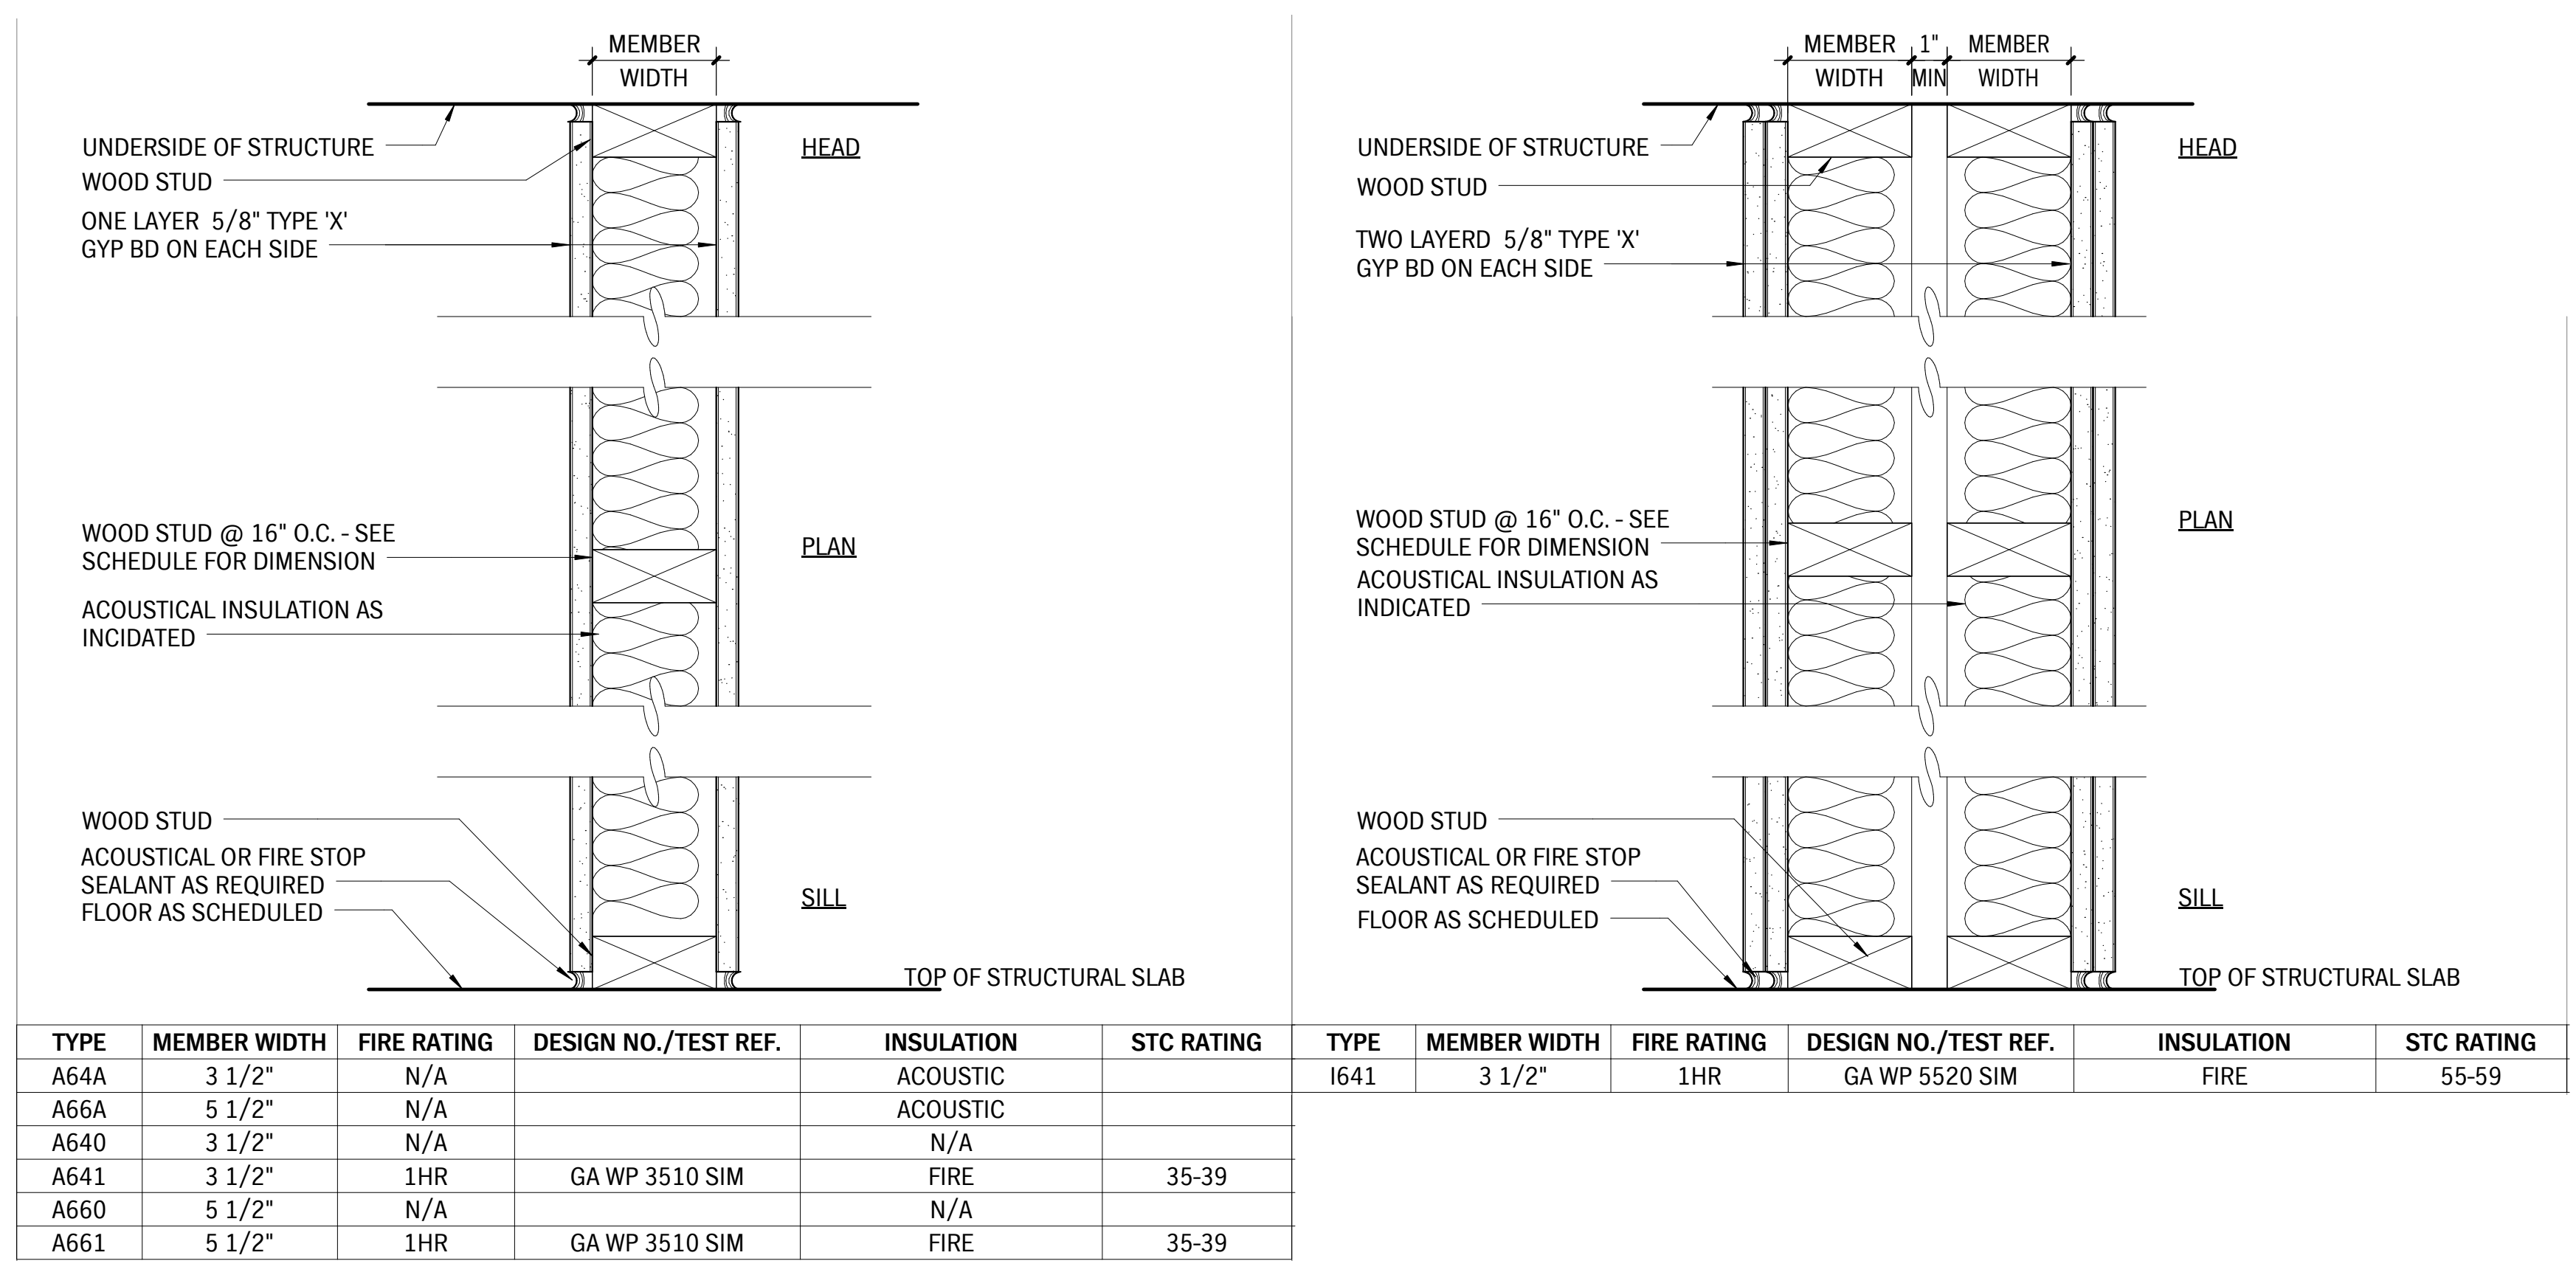 MEMBER
WIDTH
UNDERSIDE OF STRUCTURE
HEAD
WOOD STUD
ONE LAYER 5/8" TYPE 'X'
GYP BD ON EACH SIDE
WOOD STUD @ 16" O.C. - SEE
SCHEDULE FOR DIMENSION
PLAN
ACOUSTICAL INSULATION AS
INCIDATED
WOOD STUD
ACOUSTICAL OR FIRE STOP
SEALANT AS REQUIRED
SILL
FLOOR AS SCHEDULED
TOP OF STRUCTURAL SLAB
TYPE MEMBER WIDTH FIRE RATING DESIGN NO./TEST REF. INSULATION STC RATING
A64A 3 1/2" N/A ACOUSTIC
A66A 5 1/2" N/A ACOUSTIC
A640 3 1/2" N/A N/A
A641 3 1/2" 1HR GA WP 3510 SIM FIRE 35-39
A660 5 1/2" N/A N/A
A661 5 1/2" 1HR GA WP 3510 SIM FIRE 35-39
MEMBER 1" MEMBER
WIDTH MIN WIDTH
UNDERSIDE OF STRUCTURE
HEAD
WOOD STUD
TWO LAYERD 5/8" TYPE 'X'
GYP BD ON EACH SIDE
WOOD STUD @ 16" O.C. - SEE
PLAN
SCHEDULE FOR DIMENSION
ACOUSTICAL INSULATION AS
INDICATED
WOOD STUD
ACOUSTICAL OR FIRE STOP
SEALANT AS REQUIRED
SILL
FLOOR AS SCHEDULED
TOP OF STRUCTURAL SLAB
TYPE MEMBER WIDTH FIRE RATING DESIGN NO./TEST REF. INSULATION STC RATING
I641 3 1/2" 1HR GA WP 5520 SIM FIRE 55-59